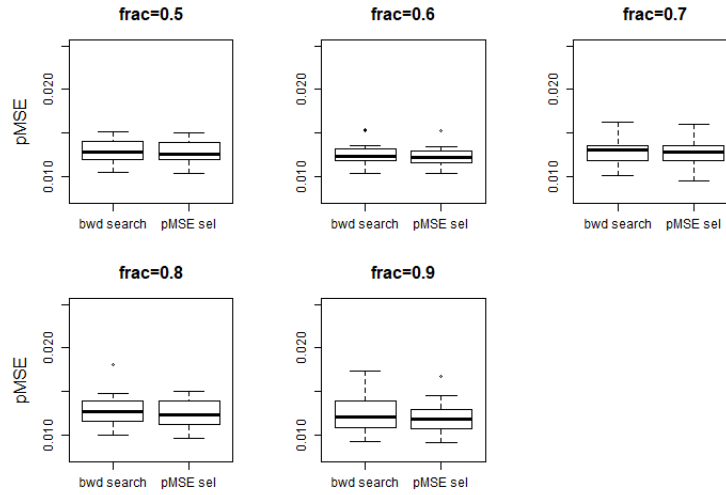 frac=0.5 frac=0.6 frac=0.7
pMSE
0.020 0.020 0.020
0.010 0.010 0.010
bwd search pMSE sel bwd search pMSE sel bwd search pMSE sel
frac=0.8 frac=0.9
pMSE
0.020 0.020
0.010 0.010
bwd search pMSE sel bwd search pMSE sel